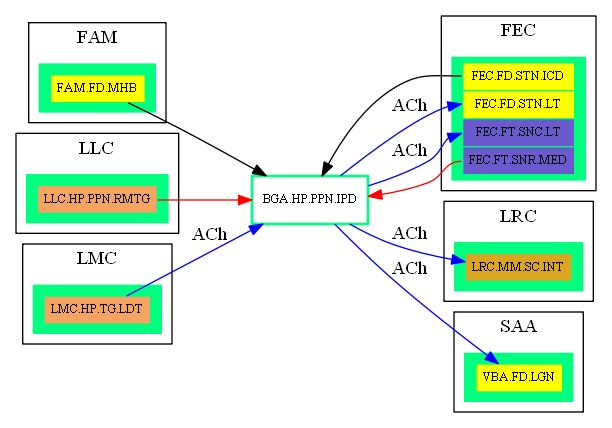 FAM
FAM.FD.MHB
LLC
LLC.HP.PPN.RMTG
LMC
LMC.HP.TG.LDT
ACh
BGA.HP.PPN.IPD
ACh
ACh
ACh
ACh
FEC
FEC.FD.STN.ICD
FEC.FD.STN.LT
FEC.FT.SNC.LT
FEC.FT.SNR.MED
LRC
LRC.MM.SC.INT
SAA
VBA.FD.LGN